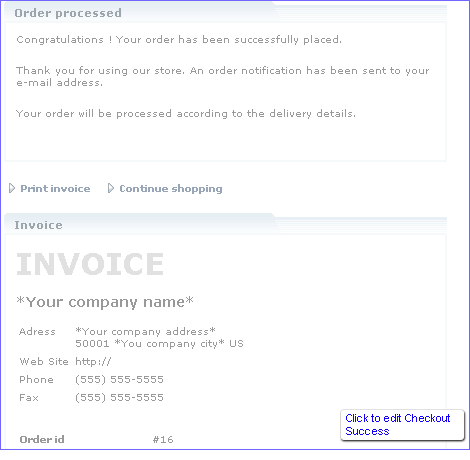 Order processed
Congratulations ! Your order has been successfully placed.
Thank you for using our store. An order notification has been sent to your
e-mail address.
Your order will be processed according to the delivery details.
Print invoice Continue shopping
Invoice
INVOICE
*Your company name*
Adress *Your company address*
50001 *You company city* US
Web Site http://
Phone (555) 555-5555
Fax (555) 555-5555
Order id #16
Click to edit Checkout
Success